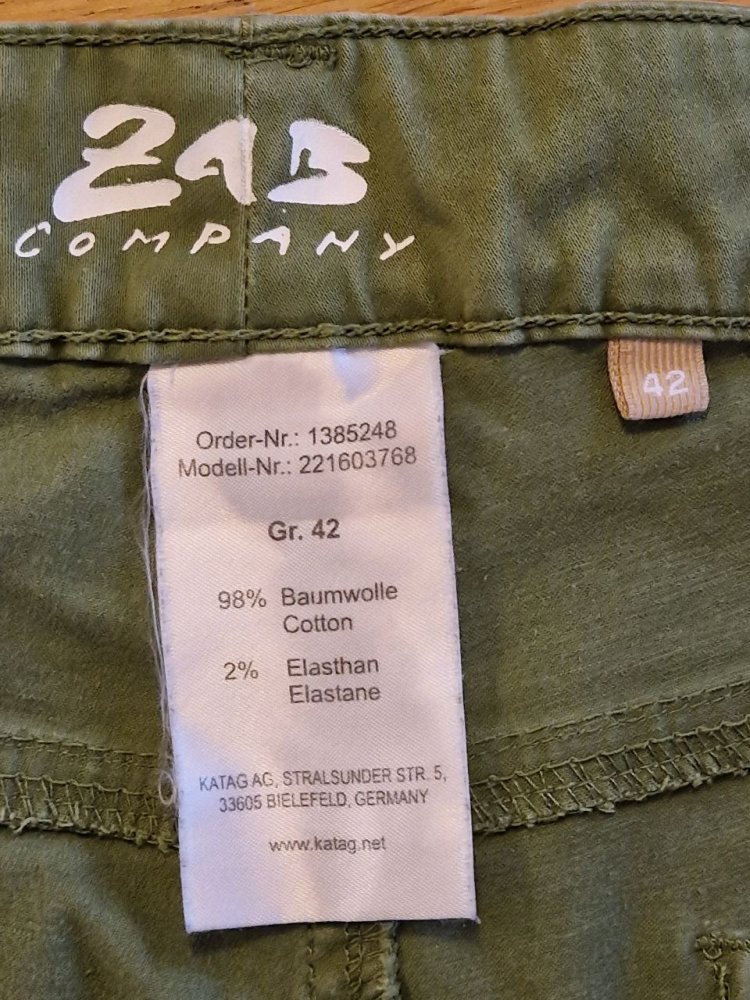 ZAB
COMPANY
42
Order-Nr.: 1385248
Modell-Nr.: 221603768
Gr. 42
98% Baumwolle
Cotton
2% Elasthan
Elastane
KATAG AG, STRALSUNDER STR. 5,
33605 BIELEFELD, GERMANY
www.katag.net